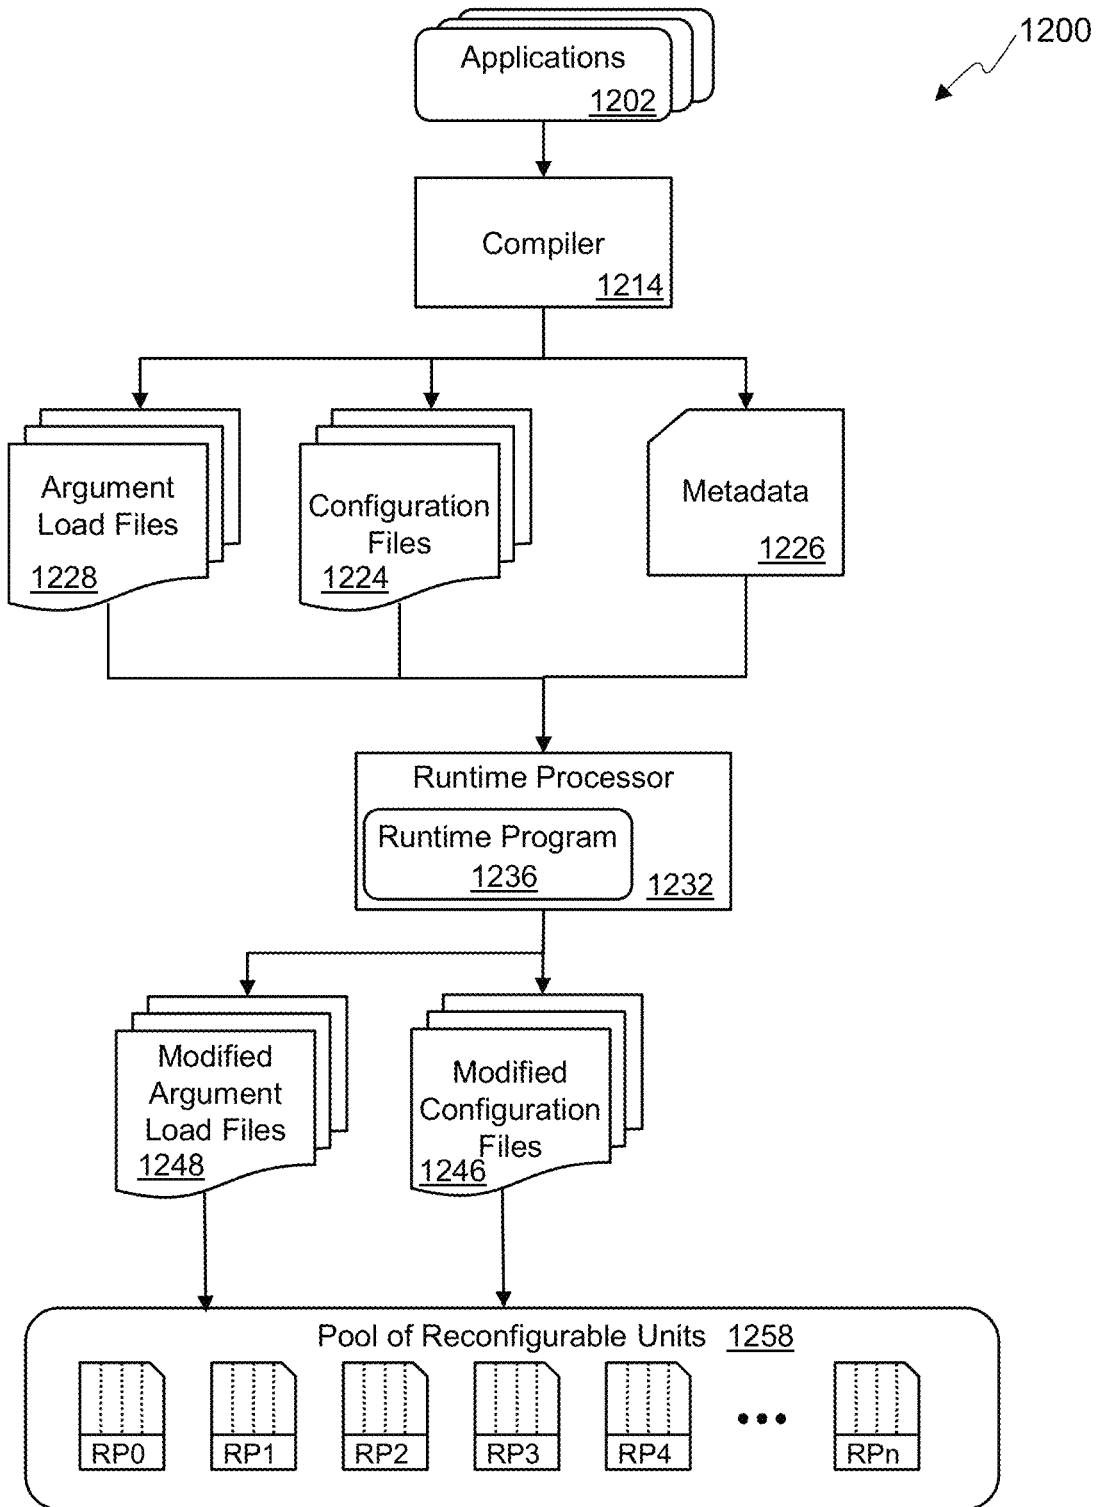 1200
Applications
1202
Compiler
1214
Argument
Load Files
1228
Configuration
Files
1224
Metadata
1226
Runtime Processor
Runtime Program
1236
1232
Modified
Argument
Load Files
1248
Modified
Configuration
Files
1246
Pool of Reconfigurable Units 1258
RP0 RP1 RP2 RP3 RP4 ••• RPn